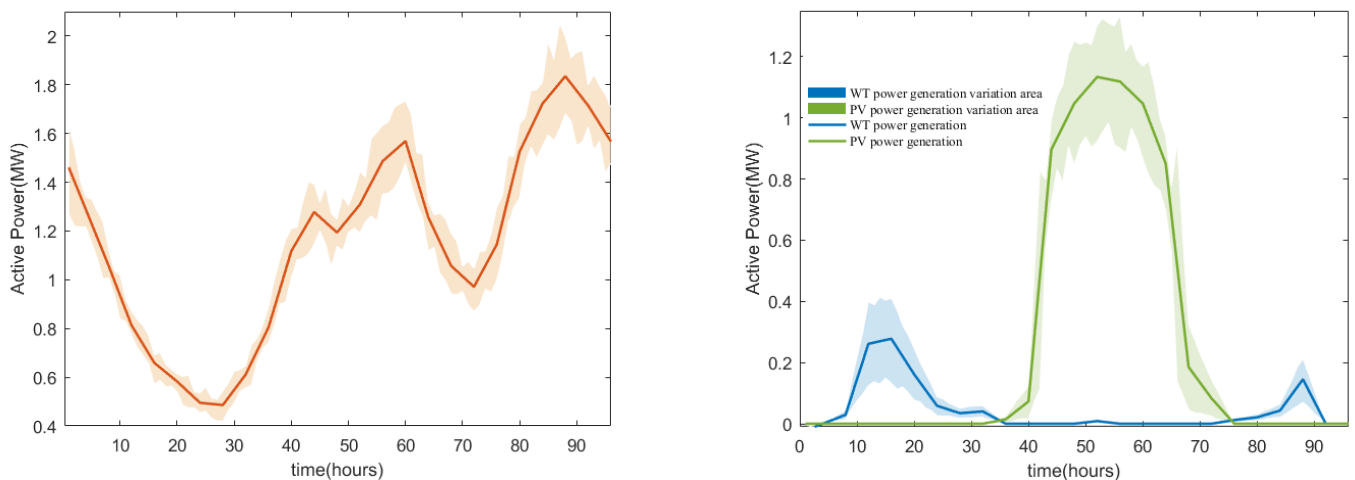 2
1.8
1.6
1.4
1.2
1
0.8
0.6
0.4
10 20 30 40 50 60 70 80 90
time(hours)
Active Power(MW)
1.2
1
0.8
0.6
0.4
0.2
0
0 10 20 30 40 50 60 70 80 90
time(hours)
Active Power(MW)
WT power generation variation area
PV power generation variation area
WT power generation
PV power generation